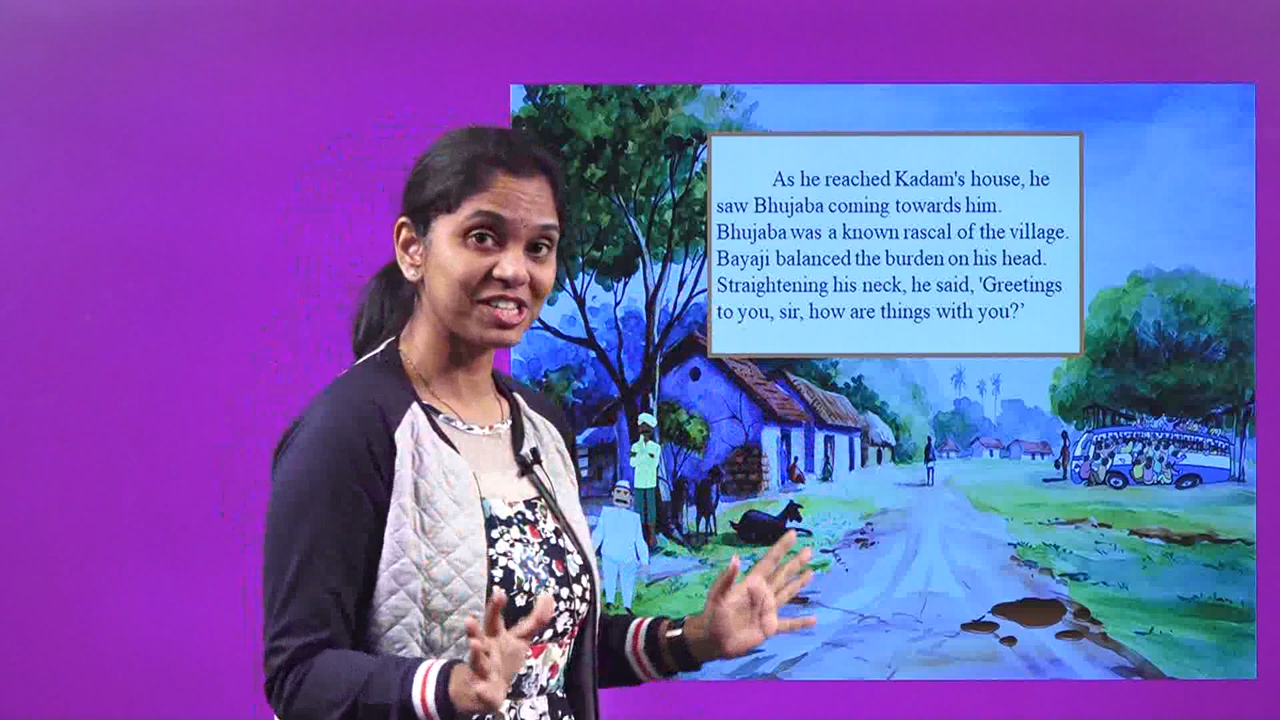 As he reached Kadam's house, he
saw Bhujaba coming towards him.
Bhujaba was a known rascal of the village.
Bayaji balanced the burden on his head.
Straightening his neck, he said, 'Greetings
to you, sir, how are things with you?’